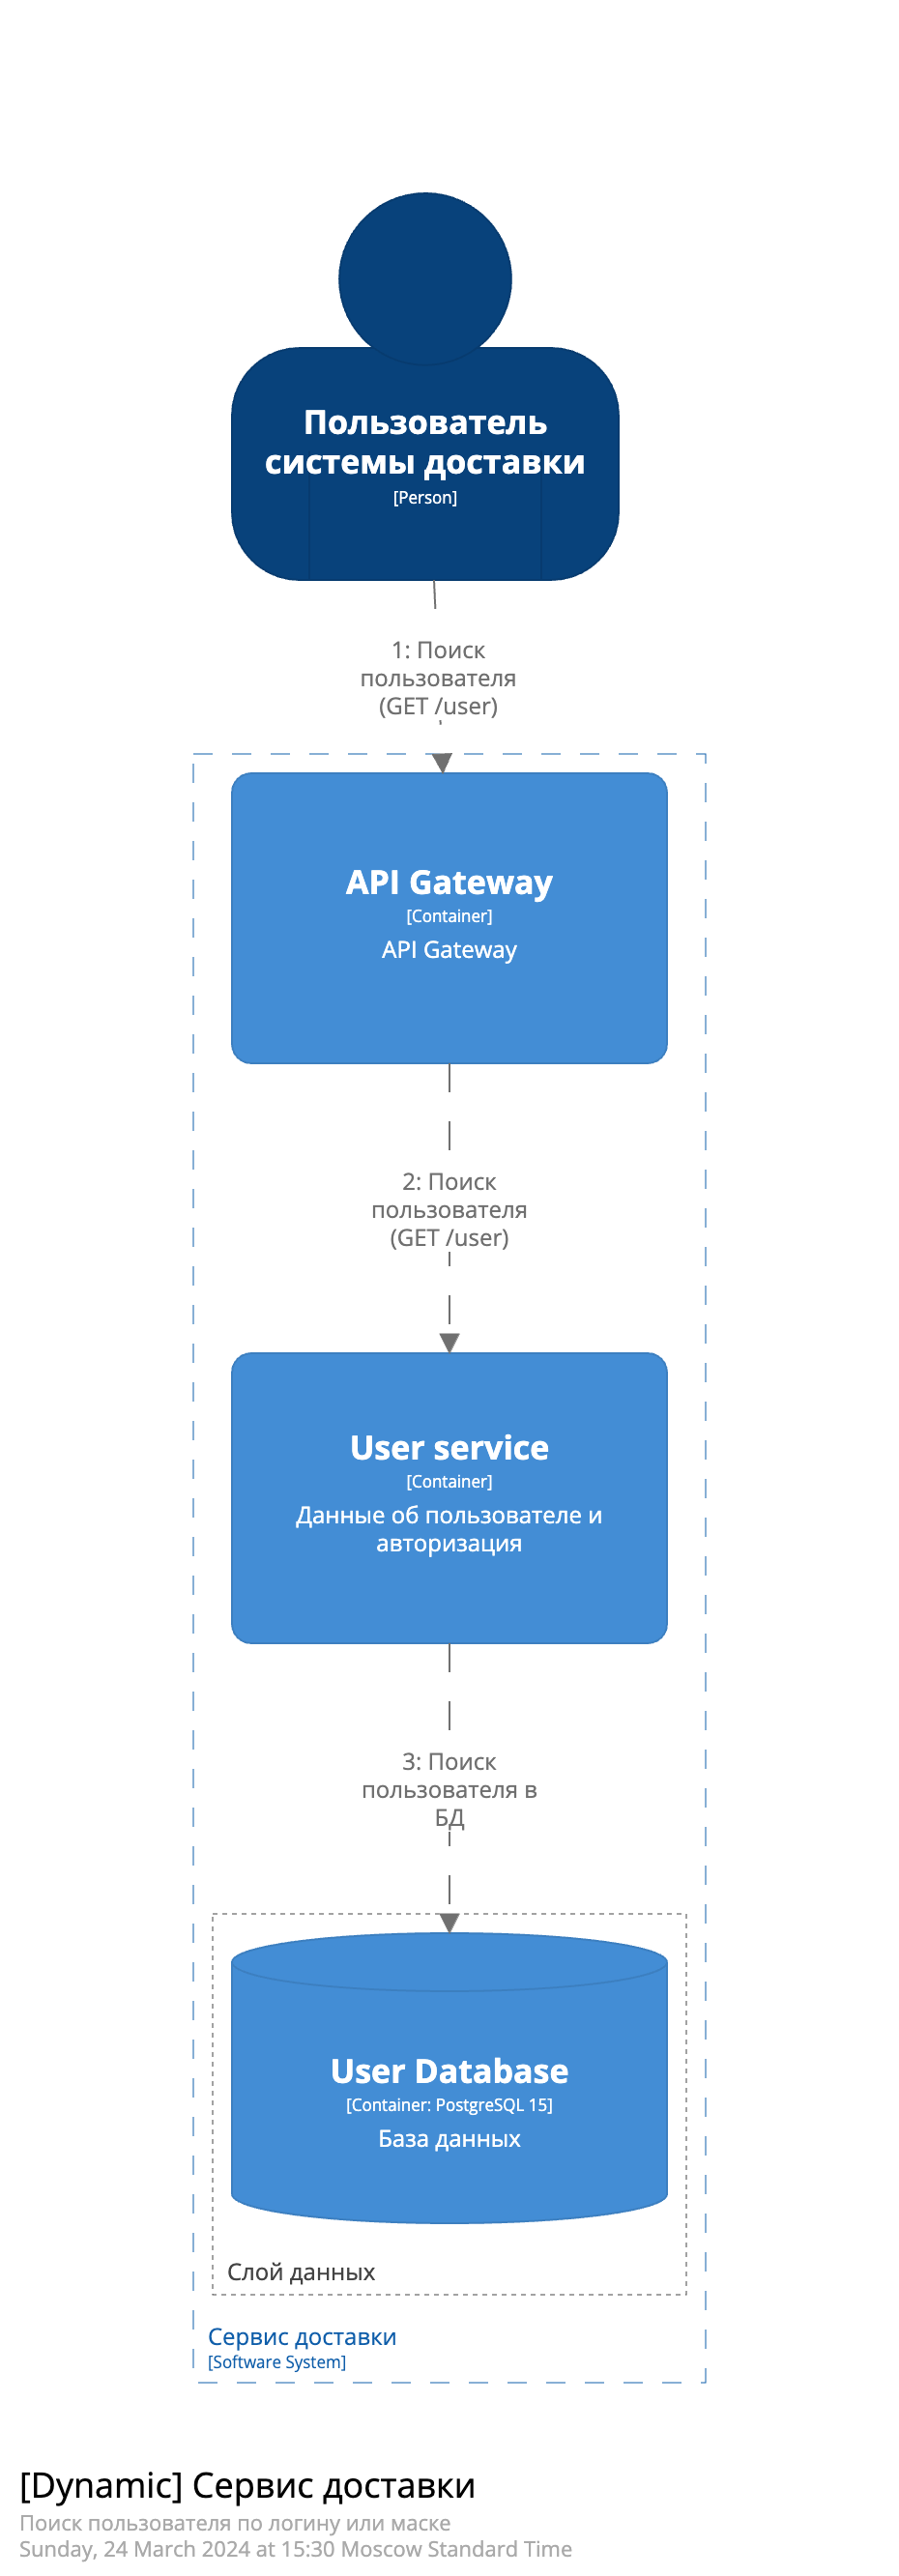 Пользователь
системы доставки
[Person]
1: Поиск
пользователя
(GET /user)
API Gateway
[Container]
API Gateway
2: Поиск
пользователя
(GET /user)
User service
[Container]
Данные об пользователе и
авторизация
3: Поиск
пользователя в
БД
User Database
[Container: PostgreSQL 15]
База данных
Слой данных
Сервис доставки
[Software System]
[Dynamic] Сервис доставки
Поиск пользователя по логину или маске
Sunday, 24 March 2024 at 15:30 Moscow Standard Time